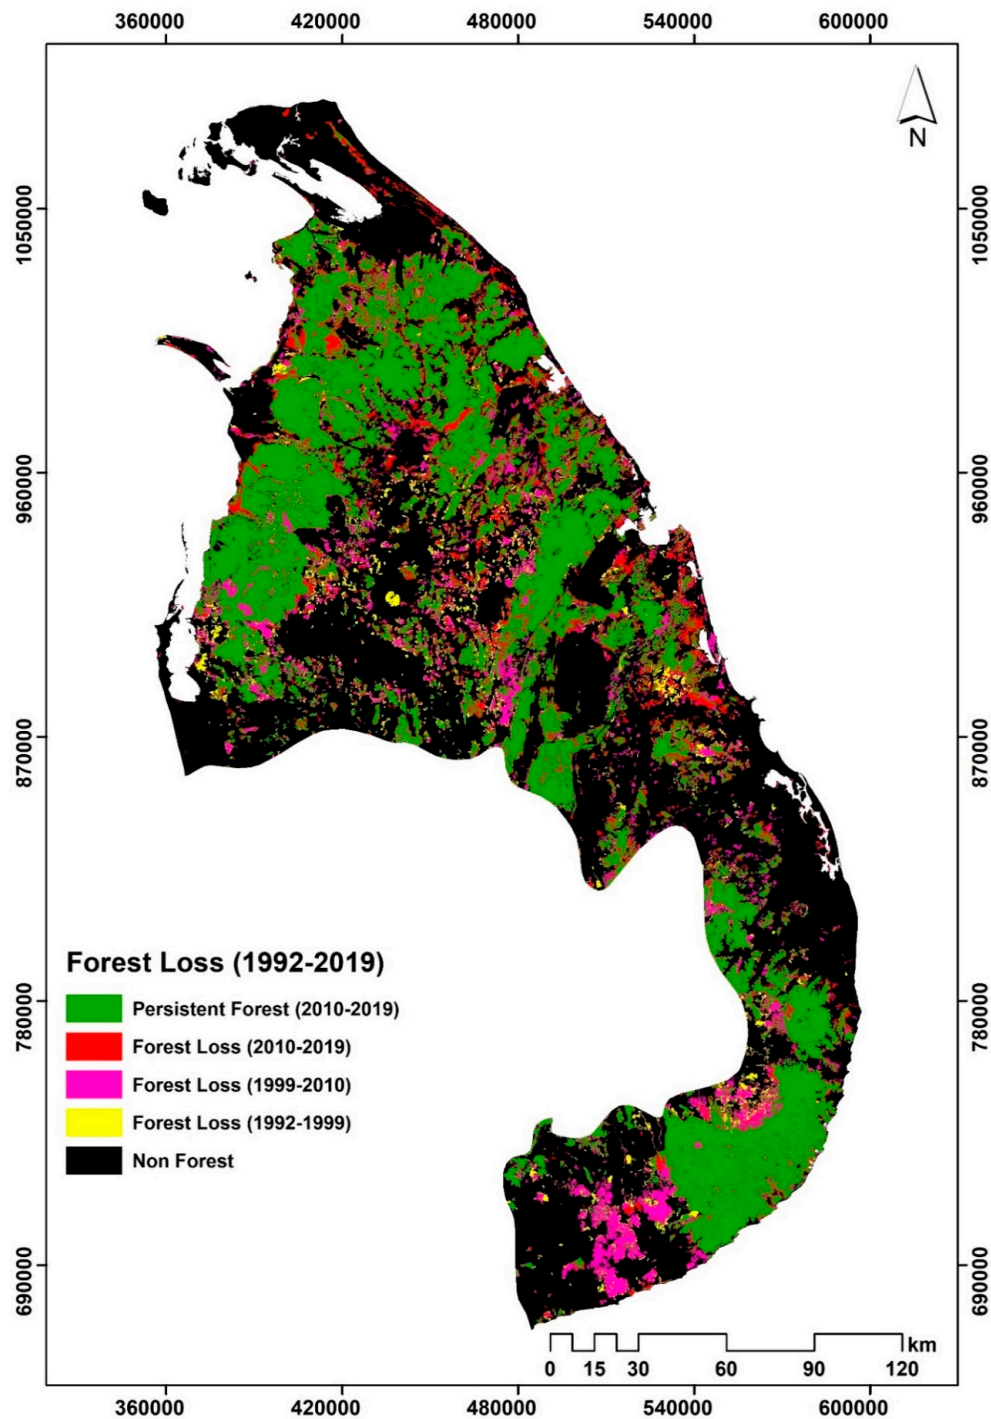 360000 420000 480000 540000 600000
N
1050000 1050000
960000 960000
870000 870000
780000 780000
690000 690000
Forest Loss (1992-2019)
Persistent Forest (2010-2019)
Forest Loss (2010-2019)
Forest Loss (1999-2010)
Forest Loss (1992-1999)
Non Forest
km
0 15 30 60 90 120
360000 420000 480000 540000 600000